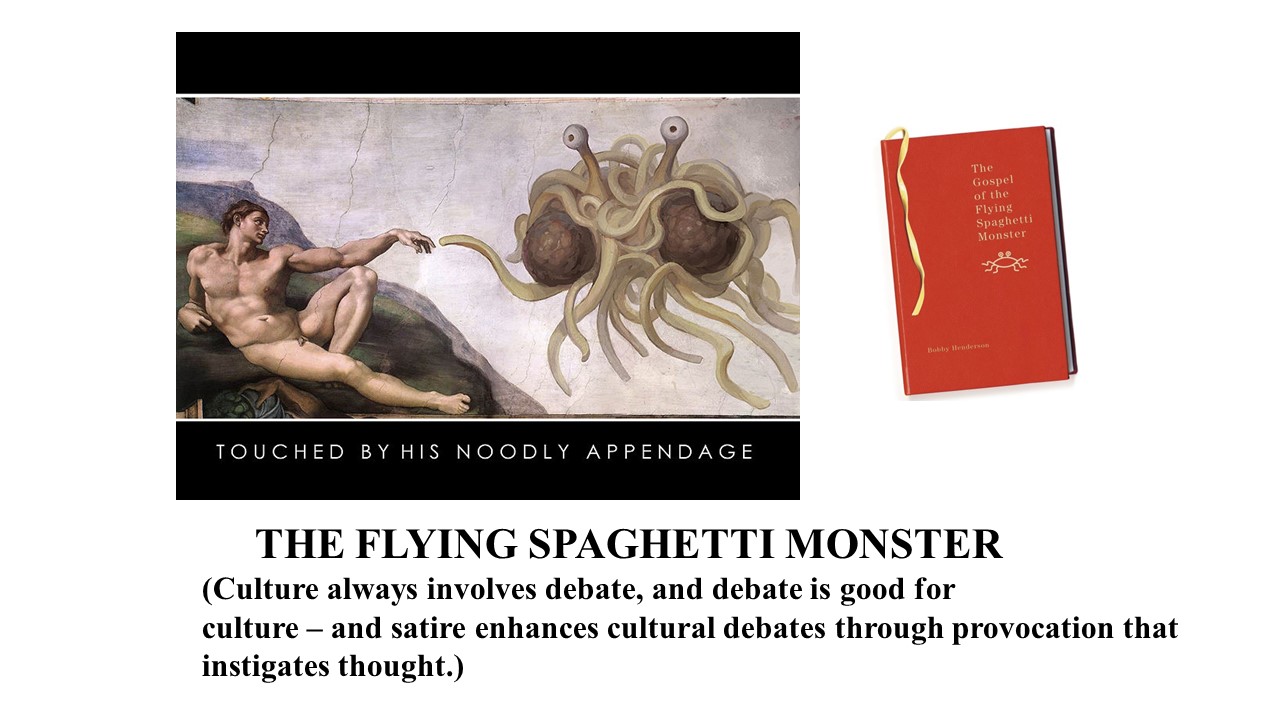 TOUCHED BY HIS NOODLY APPENDAGE
The
Gospel
of the
Flying
Spaghetti
Monster
Bobby Henderson
THE FLYING SPAGHETTI MONSTER
(Culture always involves debate, and debate is good for
culture – and satire enhances cultural debates through provocation that
instigates thought.)